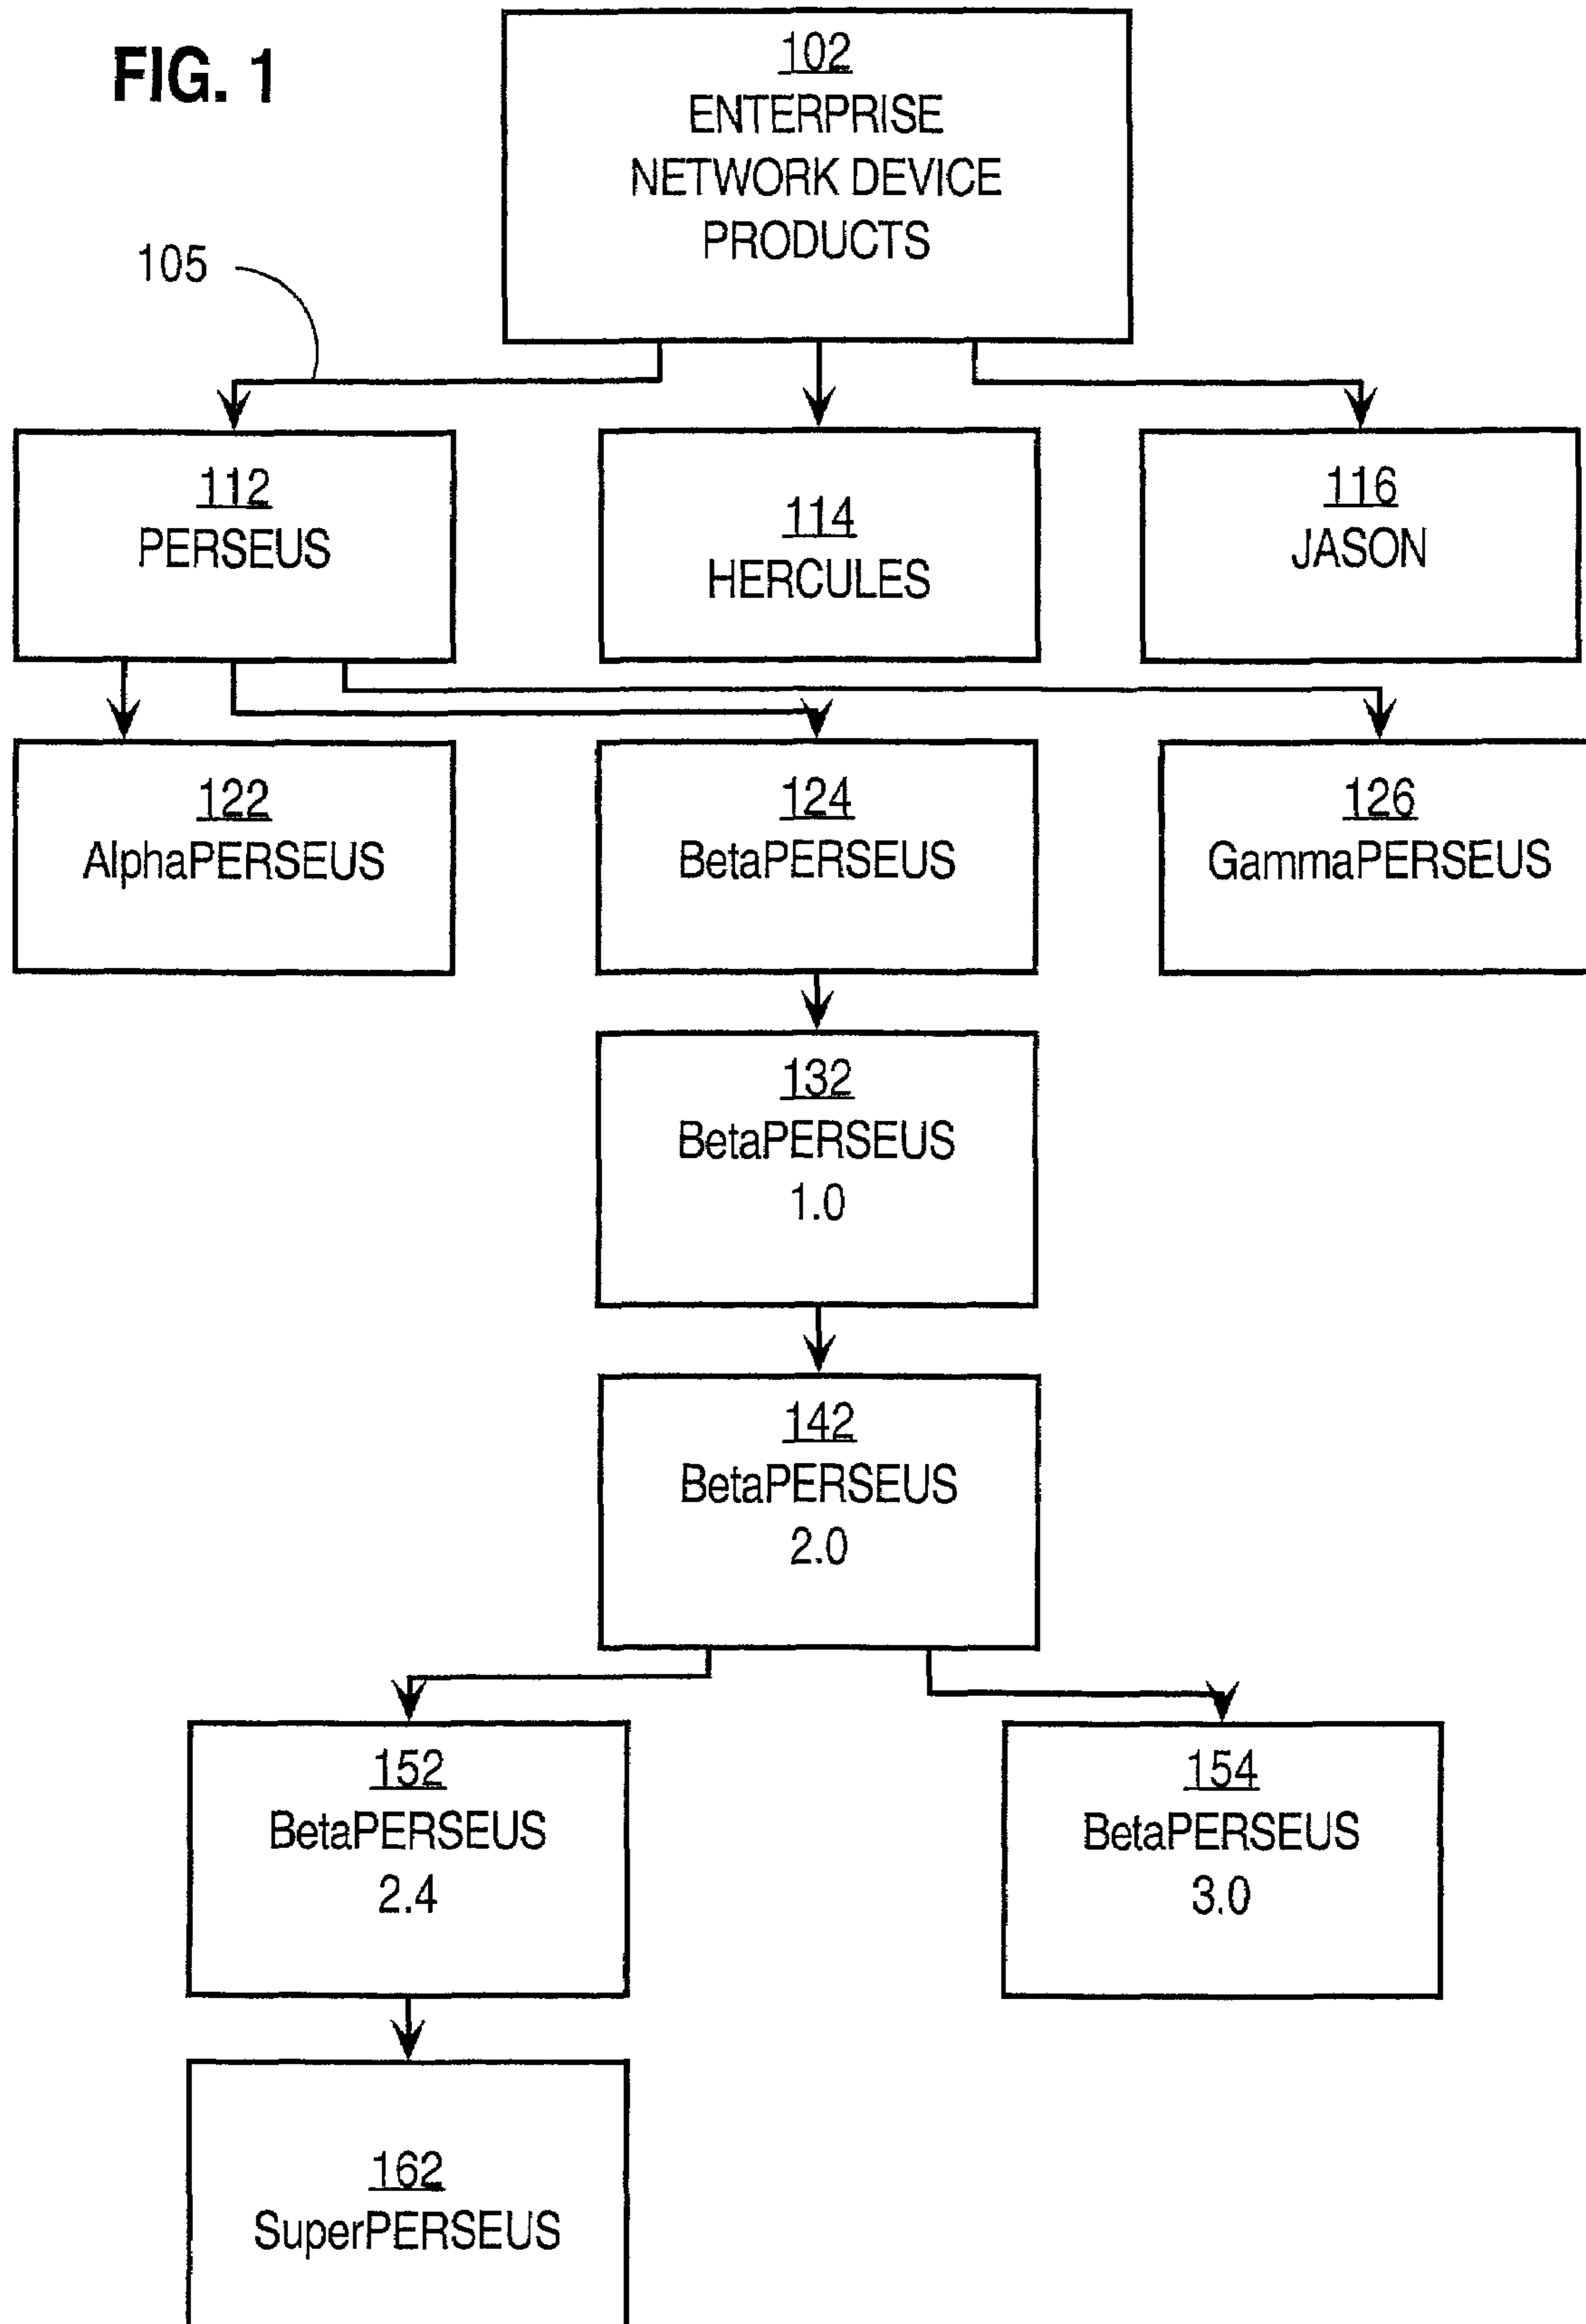 FIG. 1
102
ENTERPRISE
NETWORK DEVICE
PRODUCTS
105
112
PERSEUS
114
HERCULES
116
JASON
122
AlphaPERSEUS
124
BetaPERSEUS
126
GammaPERSEUS
132
BetaPERSEUS
1.0
142
BetaPERSEUS
2.0
152
BetaPERSEUS
2.4
154
BetaPERSEUS
3.0
162
SuperPERSEUS